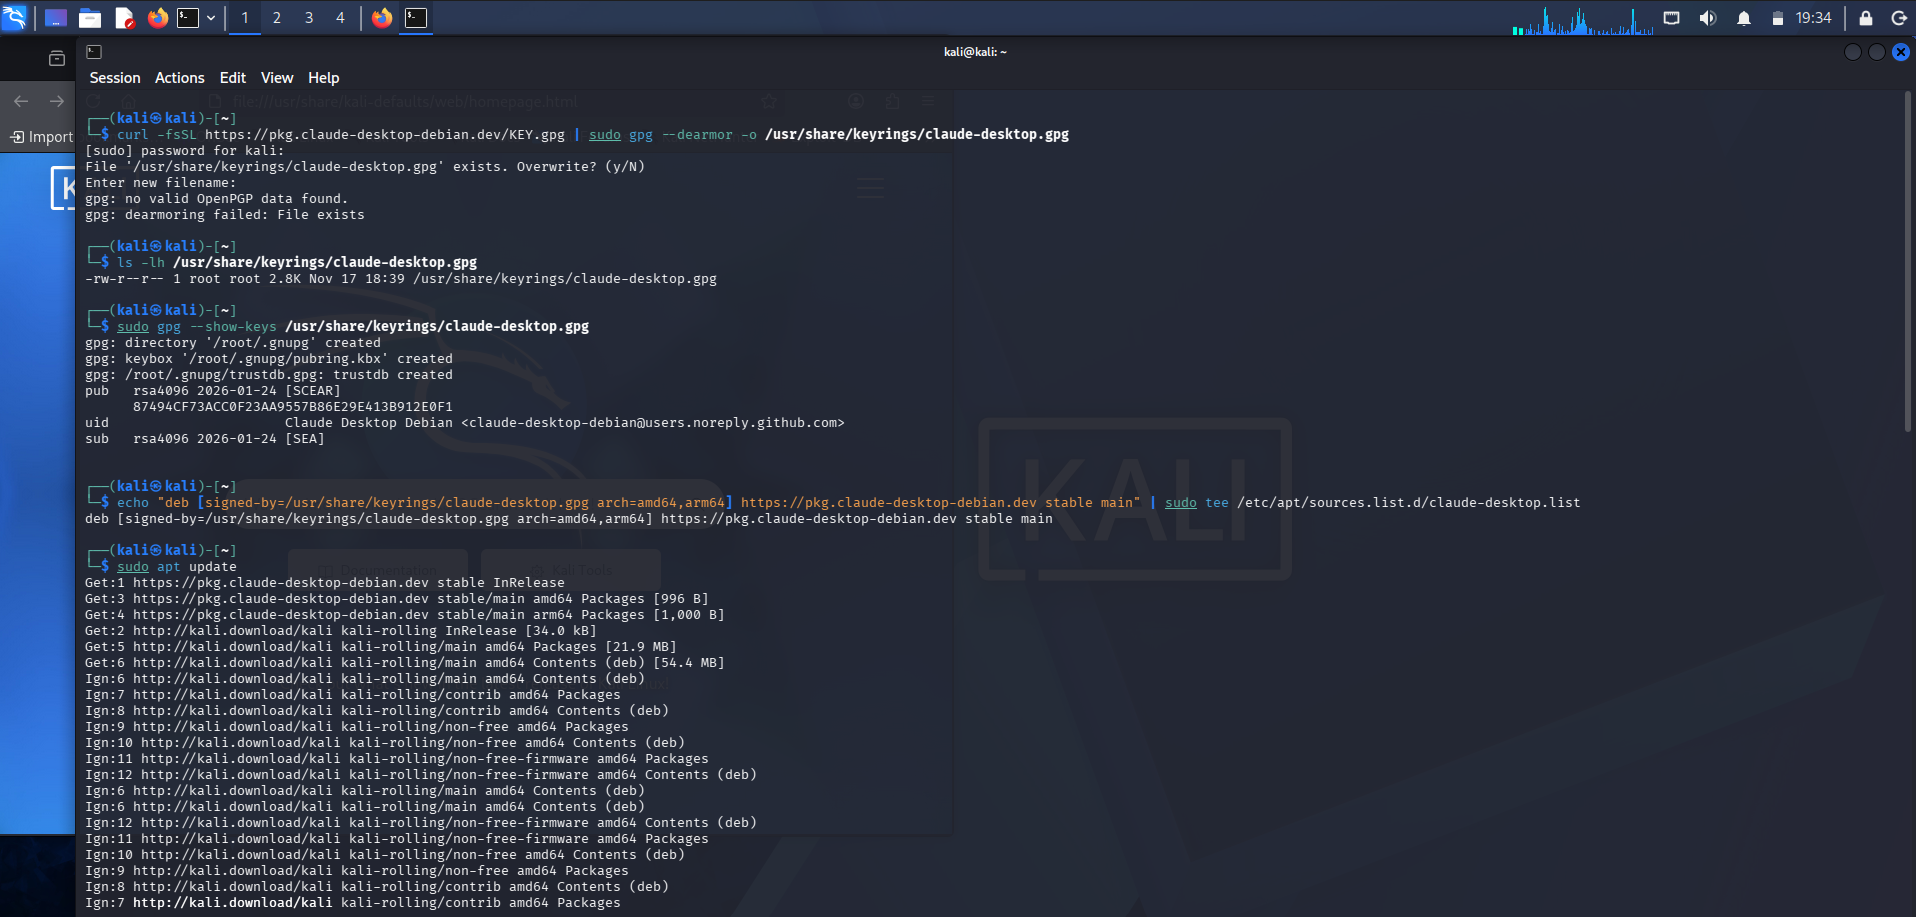 1 2 3 4 19:34
kali@kali: ~
Session Actions Edit View Help
file:///usr/share/kali-defaults/web/homepage.html
Import
┌──(kali㉿kali)-[~]
└─$ curl -fsSL https://pkg.claude-desktop-debian.dev/KEY.gpg | sudo gpg --dearmor -o /usr/share/keyrings/claude-desktop.gpg
[sudo] password for kali:
File '/usr/share/keyrings/claude-desktop.gpg' exists. Overwrite? (y/N)
Enter new filename:
gpg: no valid OpenPGP data found.
gpg: dearmoring failed: File exists
┌──(kali㉿kali)-[~]
└─$ ls -lh /usr/share/keyrings/claude-desktop.gpg
-rw-r--r-- 1 root root 2.8K Nov 17 18:39 /usr/share/keyrings/claude-desktop.gpg
┌──(kali㉿kali)-[~]
└─$ sudo gpg --show-keys /usr/share/keyrings/claude-desktop.gpg
gpg: directory '/root/.gnupg' created
gpg: keybox '/root/.gnupg/pubring.kbx' created
gpg: /root/.gnupg/trustdb.gpg: trustdb created
pub   rsa4096 2026-01-24 [SCEAR]
      87494CF73ACC0F23AA9557B86E29E413B912E0F1
uid                      Claude Desktop Debian <claude-desktop-debian@users.noreply.github.com>
sub   rsa4096 2026-01-24 [SEA]
┌──(kali㉿kali)-[~]
└─$ echo "deb [signed-by=/usr/share/keyrings/claude-desktop.gpg arch=amd64,arm64] https://pkg.claude-desktop-debian.dev stable main" | sudo tee /etc/apt/sources.list.d/claude-desktop.list
deb [signed-by=/usr/share/keyrings/claude-desktop.gpg arch=amd64,arm64] https://pkg.claude-desktop-debian.dev stable main
KALI
┌──(kali㉿kali)-[~]
└─$ sudo apt update
Documentation Kali Tools
Get:1 https://pkg.claude-desktop-debian.dev stable InRelease
Get:3 https://pkg.claude-desktop-debian.dev stable/main amd64 Packages [996 B]
Get:4 https://pkg.claude-desktop-debian.dev stable/main arm64 Packages [1,000 B]
Get:2 http://kali.download/kali kali-rolling InRelease [34.0 kB]
Get:5 http://kali.download/kali kali-rolling/main amd64 Packages [21.9 MB]
Get:6 http://kali.download/kali kali-rolling/main amd64 Contents (deb) [54.4 MB]
Ign:6 http://kali.download/kali kali-rolling/main amd64 Contents (deb)
Ign:7 http://kali.download/kali kali-rolling/contrib amd64 Packages
Ign:8 http://kali.download/kali kali-rolling/contrib amd64 Contents (deb)
Ign:9 http://kali.download/kali kali-rolling/non-free amd64 Packages
Ign:10 http://kali.download/kali kali-rolling/non-free amd64 Contents (deb)
Ign:11 http://kali.download/kali kali-rolling/non-free-firmware amd64 Packages
Ign:12 http://kali.download/kali kali-rolling/non-free-firmware amd64 Contents (deb)
Ign:6 http://kali.download/kali kali-rolling/main amd64 Contents (deb)
Ign:6 http://kali.download/kali kali-rolling/main amd64 Contents (deb)
Ign:12 http://kali.download/kali kali-rolling/non-free-firmware amd64 Contents (deb)
Ign:11 http://kali.download/kali kali-rolling/non-free-firmware amd64 Packages
Ign:10 http://kali.download/kali kali-rolling/non-free amd64 Contents (deb)
Ign:9 http://kali.download/kali kali-rolling/non-free amd64 Packages
Ign:8 http://kali.download/kali kali-rolling/contrib amd64 Contents (deb)
Ign:7 http://kali.download/kali kali-rolling/contrib amd64 Packages